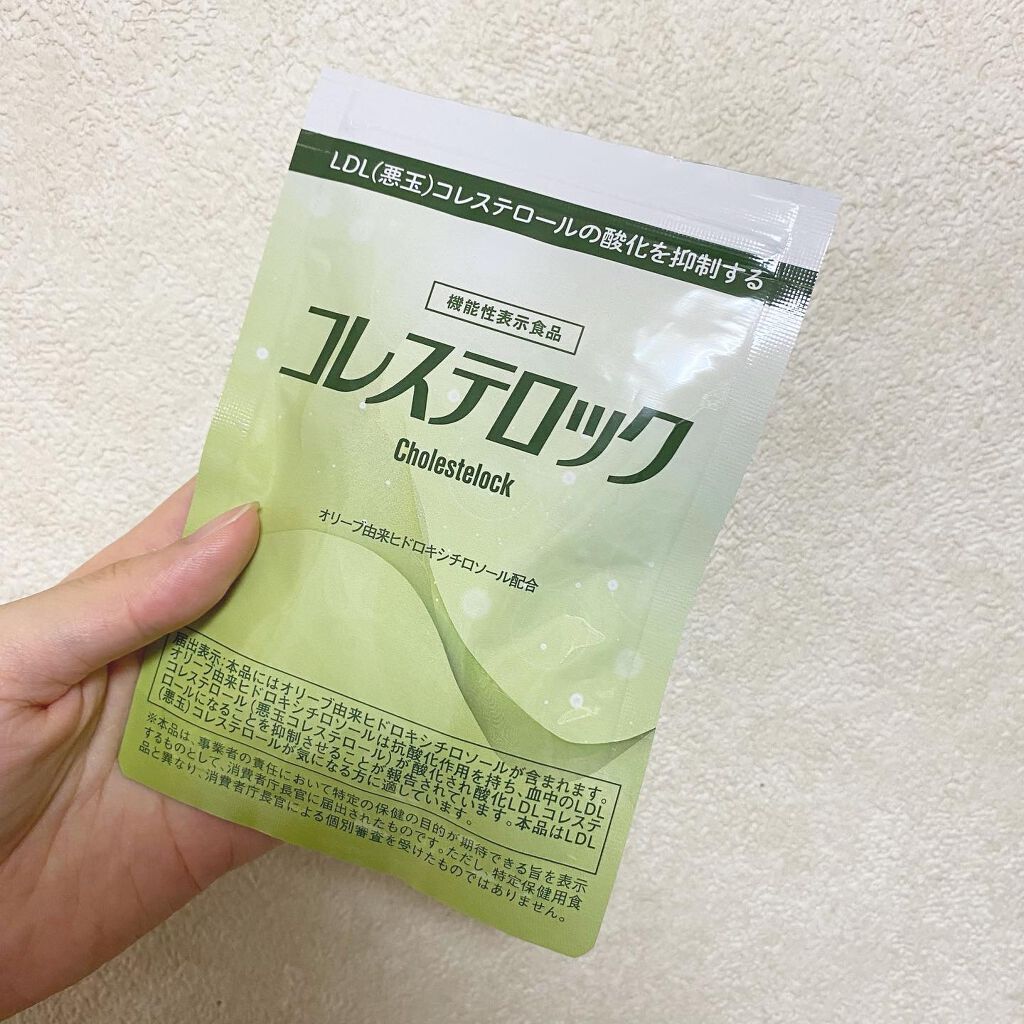 LDL(悪玉)コレステロールの酸化を抑制する
機能性表示食品
コレステロック
Cholestelock
オリーブ由来ヒドロキシチロソール配合
届出表示:本品にはオリーブ由来ヒドロキシチロソールが含まれます。
オリーブ由来ヒドロキシチロソールは抗酸化作用を持ち、血中のLDL
コレステロール(悪玉コレステロール)が酸化され酸化LDLコレステ
ロールになることを抑制させることが報告されています。本品はLDL
(悪玉)コレステロールが気になる方に適しています。
※本品は、事業者の責任において特定の保健の目的が期待できる旨を表示
するものとして、消費者庁長官に届出されたものです。ただし、特定保健用食
品と異なり、消費者庁長官による個別審査を受けたものではありません。